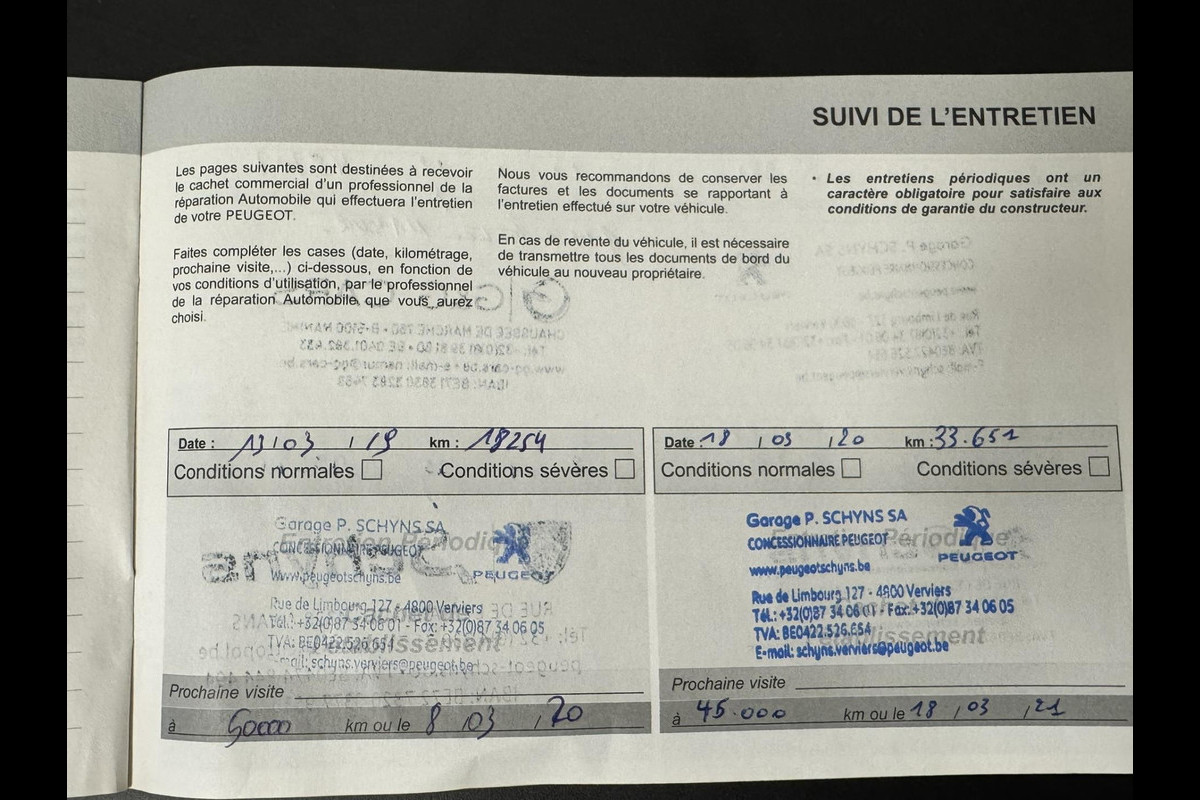 SUIVI DE L'ENTRETIEN
Les pages suivantes sont destinées à recevoir
le cachet commercial d'un professionnel de la
réparation Automobile qui effectuera l'entretien
de votre PEUGEOT.
Faites compléter les cases (date, kilométrage,
prochaine visite,...) ci-dessous, en fonction de
vos conditions d'utilisation, par le professionnel
de la réparation Automobile que vous aurez
choisi.
Nous vous recommandons de conserver les
factures et les documents se rapportant à
l'entretien effectué sur votre véhicule.
En cas de revente du véhicule, il est nécessaire
de transmettre tous les documents de bord du
véhicule au nouveau propriétaire.
• Les entretiens périodiques ont un
caractère obligatoire pour satisfaire aux
conditions de garantie du constructeur.
Date : 13 / 03 / 19 km : 18254
Conditions normales Conditions sévères
Entretien Périodique
Garage P. SCHYNS SA
CONCESSIONNAIRE PEUGEOT
www.peugeotschyns.be
PEUGEOT
Rue de Limbourg 127 - 4800 Verviers
Tél.: +32(0)87 34 06 01 - Fax: +32(0)87 34 06 05
TVA: BE0422.526.654
E-mail: schyns.verviers@peugeot.be
Prochaine visite
à 50000 km ou le 8 / 03 / 20
Date : 18 / 03 / 20 km : 33.651
Conditions normales Conditions sévères
Entretien Périodique
Garage P. SCHYNS SA
CONCESSIONNAIRE PEUGEOT
www.peugeotschyns.be
PEUGEOT
Rue de Limbourg 127 - 4800 Verviers
Tél.: +32(0)87 34 06 01 - Fax: +32(0)87 34 06 05
TVA: BE0422.526.654
E-mail: schyns.verviers@peugeot.be
Prochaine visite
à 45.000 km ou le 18 / 03 / 21